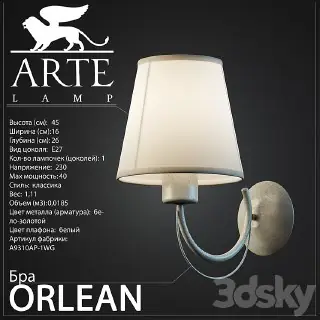 ARTE
LAMP
Высота (см): 45
Ширина (см):16
Глубина (см): 26
Вид цоколя: E27
Кол-во лампочек (цоколей): 1
Напряжение: 230
Max мощность:40
Стиль: классика
Вес: 1,11
Объем (м3):0,0185
Цвет металла (арматура): бе-
ло-золотой
Цвет плафона: белый
Артикул фабрики:
A9310AP-1WG
Бра
ORLEAN
3dsky